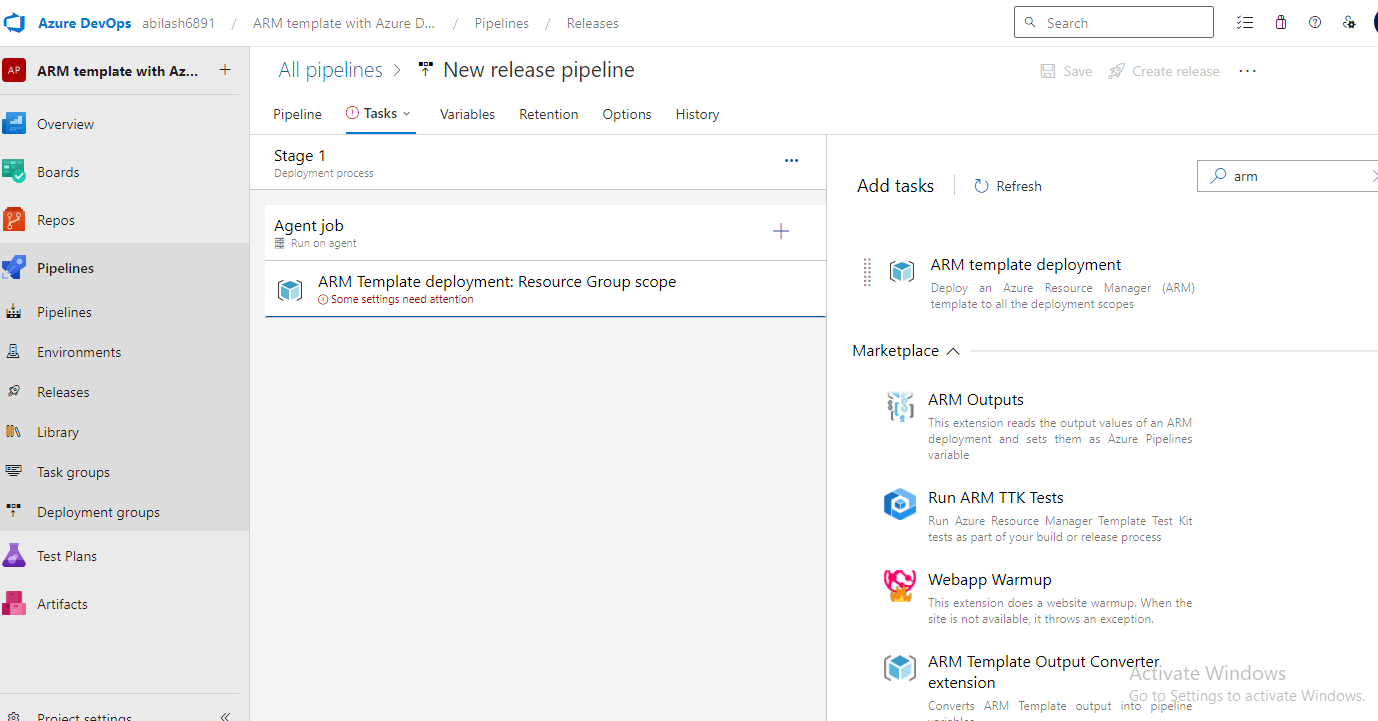 Azure DevOps abilash6891 / ARM template with Azure D... / Pipelines / Releases
Search
AP ARM template with Az... +
Overview
Boards
Repos
Pipelines
Pipelines
Environments
Releases
Library
Task groups
Deployment groups
Test Plans
Artifacts
Project settings
All pipelines > New release pipeline
Save Create release ...
Pipeline Tasks Variables Retention Options History
Stage 1
Deployment process
Agent job
Run on agent
ARM Template deployment: Resource Group scope
Some settings need attention
Add tasks Refresh
arm
ARM template deployment
Deploy an Azure Resource Manager (ARM)
template to all the deployment scopes
Marketplace
ARM Outputs
This extension reads the output values of an ARM
deployment and sets them as Azure Pipelines
variable
Run ARM TTK Tests
Run Azure Resource Manager Template Test Kit
tests as part of your build or release process
Webapp Warmup
This extension does a website warmup. When the
site is not available, it throws an exception.
ARM Template Output Converter
extension
Converts ARM Template output into pipeline
variables
Activate Windows
Go to Settings to activate Windows.